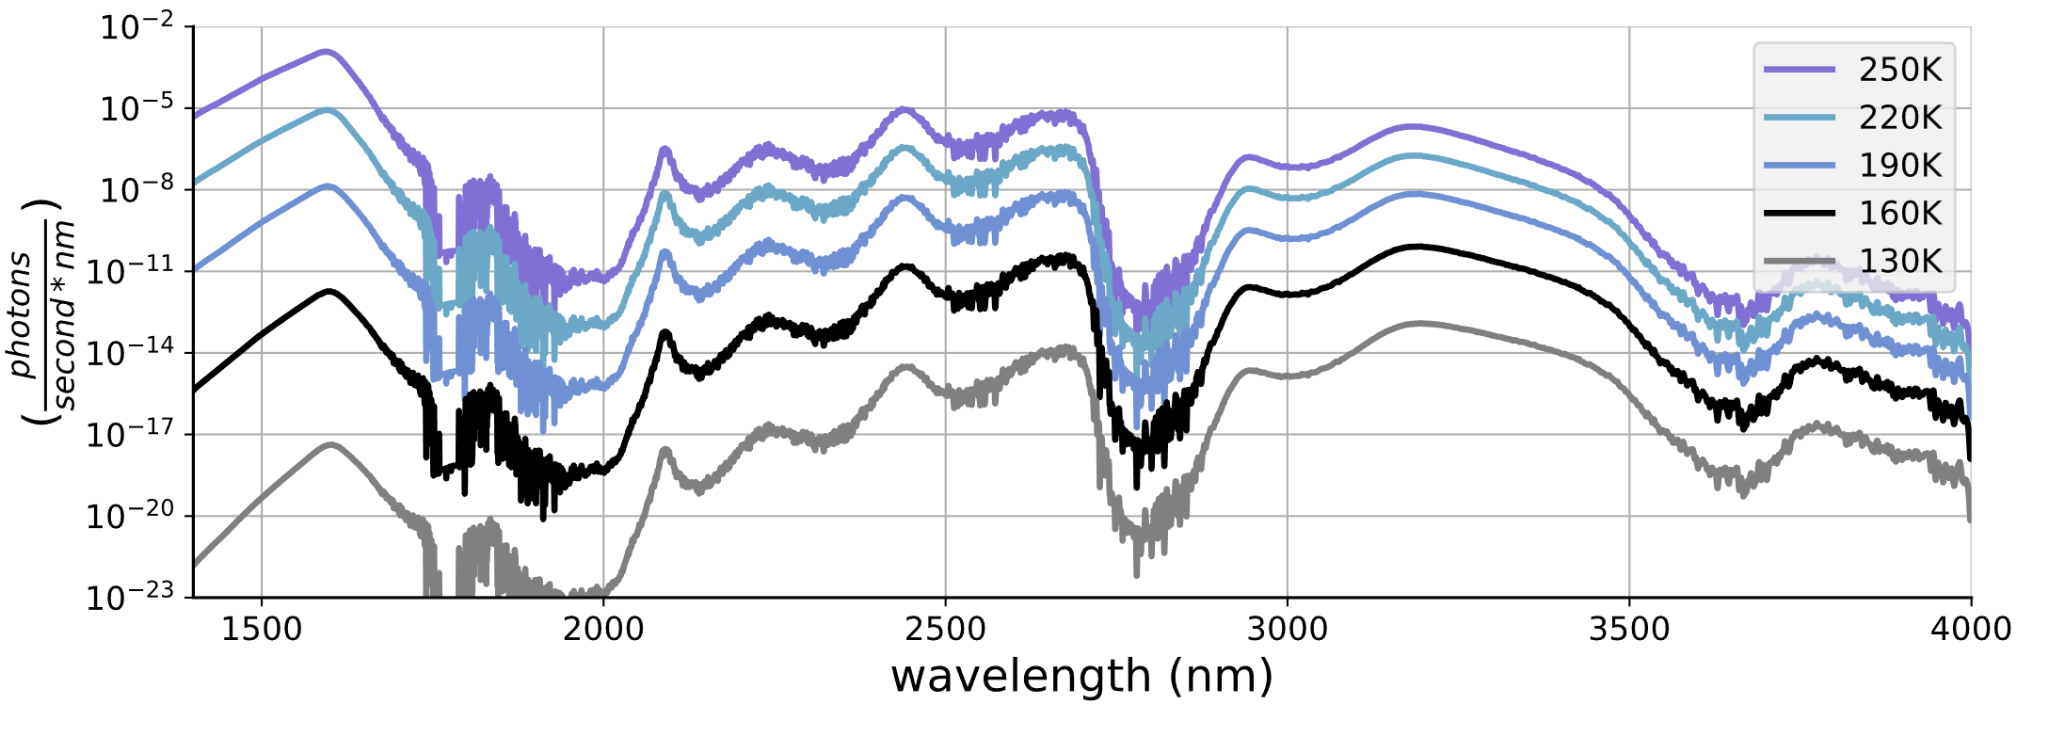 10⁻²
10⁻⁵
10⁻⁸
10⁻¹¹
10⁻¹⁴
10⁻¹⁷
10⁻²⁰
10⁻²³
(photons
second * nm)
250K
220K
190K
160K
130K
1500 2000 2500 3000 3500 4000
wavelength (nm)